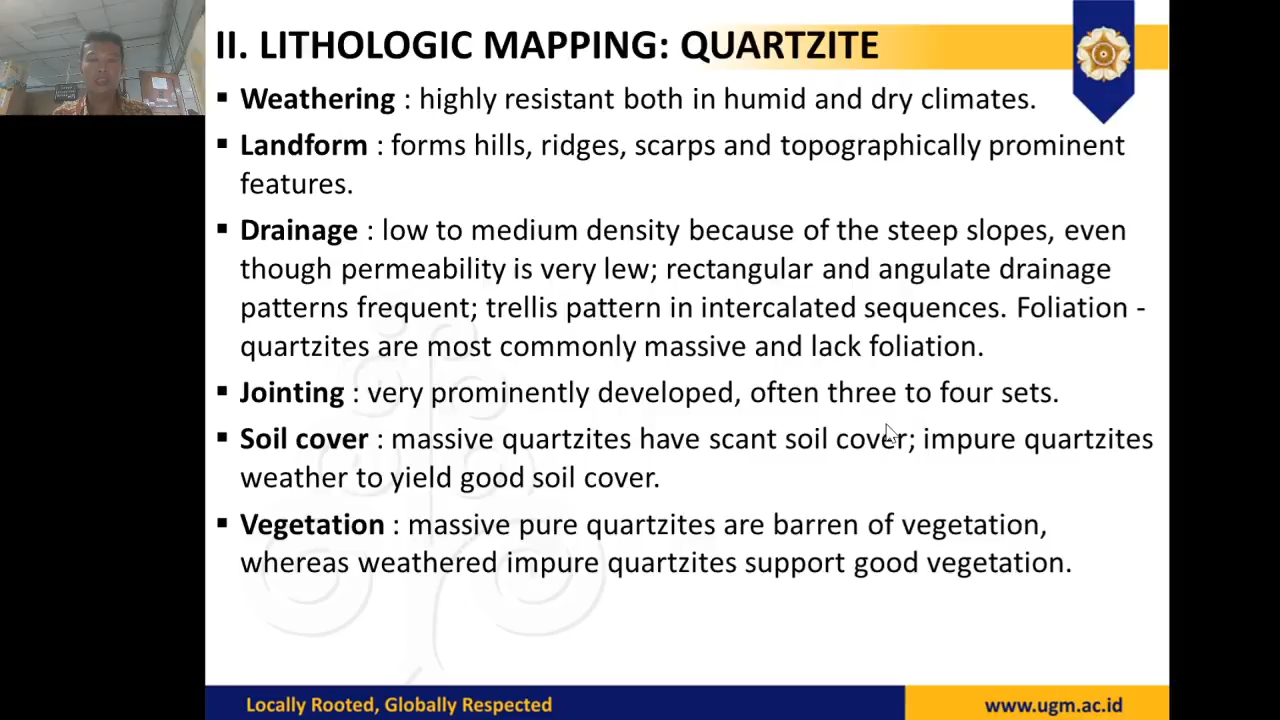 II. LITHOLOGIC MAPPING: QUARTZITE
▪ Weathering : highly resistant both in humid and dry climates.
▪ Landform : forms hills, ridges, scarps and topographically prominent
features.
▪ Drainage : low to medium density because of the steep slopes, even
though permeability is very lew; rectangular and angulate drainage
patterns frequent; trellis pattern in intercalated sequences. Foliation -
quartzites are most commonly massive and lack foliation.
▪ Jointing : very prominently developed, often three to four sets.
▪ Soil cover : massive quartzites have scant soil cover; impure quartzites
weather to yield good soil cover.
▪ Vegetation : massive pure quartzites are barren of vegetation,
whereas weathered impure quartzites support good vegetation.
Locally Rooted, Globally Respected
www.ugm.ac.id